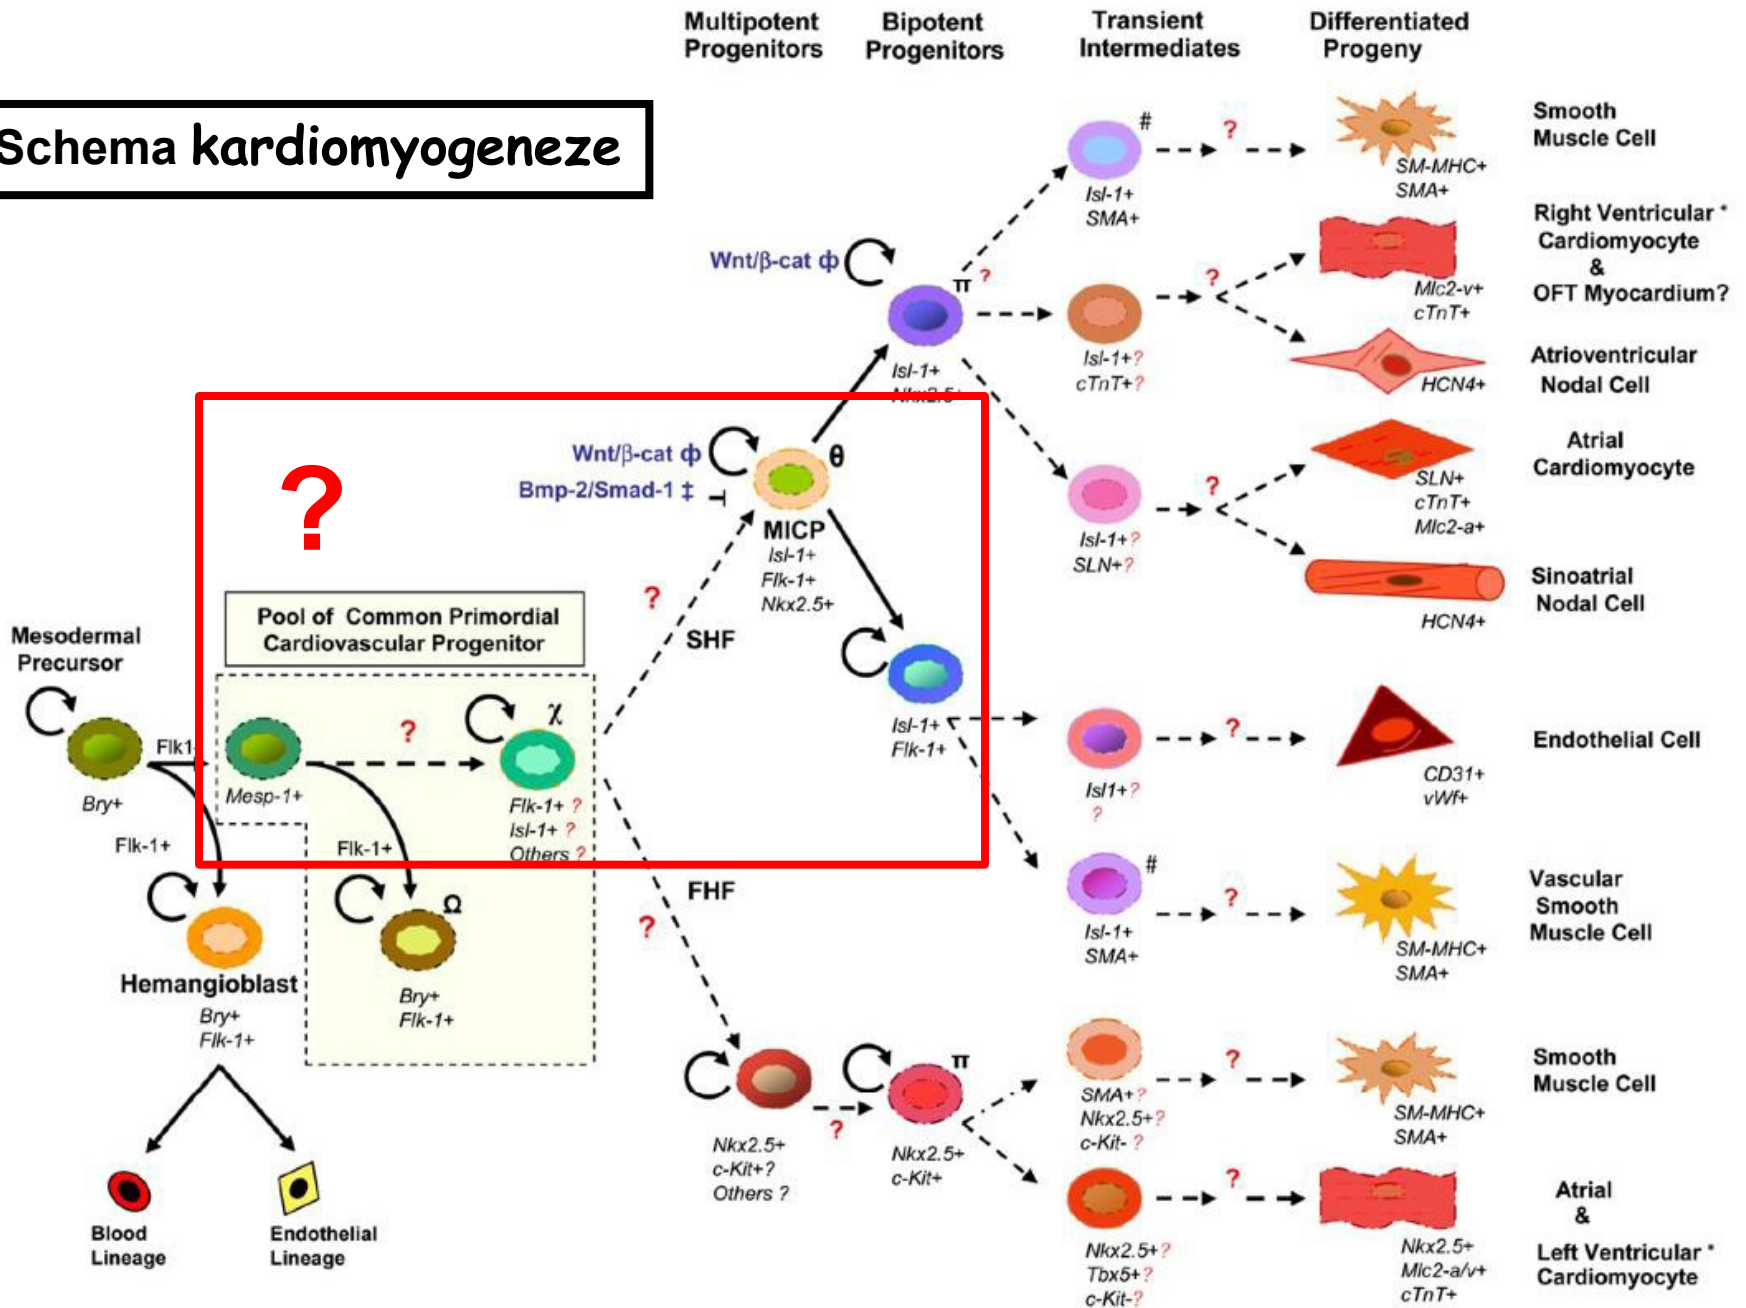 Multipotent
Progenitors
Bipotent
Progenitors
Transient
Intermediates
Differentiated
Progeny
Schema kardiomyogeneze
#
?
SM-MHC+
SMA+
Smooth
Muscle Cell
Isl-1+
SMA+
Wnt/β-cat ф
π ?
Isl-1+
Nkx2.5+
Isl-1+?
cTnT+?
?
Mlc2-v+
cTnT+
Right Ventricular *
Cardiomyocyte
&
OFT Myocardium?
HCN4+
Atrioventricular
Nodal Cell
?
Wnt/β-cat ф
Bmp-2/Smad-1 ‡
θ
MICP
Isl-1+
Flk-1+
Nkx2.5+
Isl-1+?
SLN+?
?
SLN+
cTnT+
Mlc2-a+
Atrial
Cardiomyocyte
HCN4+
Sinoatrial
Nodal Cell
Pool of Common Primordial
Cardiovascular Progenitor
?
SHF
Mesodermal
Precursor
Bry+
Flk1-
Mesp-1+
?
χ
Flk-1+ ?
Isl-1+ ?
Others ?
Isl-1+
Flk-1+
Isl1+?
?
?
CD31+
vWf+
Endothelial Cell
Flk-1+
Flk-1+
Hemangioblast
Bry+
Flk-1+
Ω
Bry+
Flk-1+
Blood
Lineage
Endothelial
Lineage
FHF
?
#
Isl-1+
SMA+
?
SM-MHC+
SMA+
Vascular
Smooth
Muscle Cell
Nkx2.5+
c-Kit+?
Others ?
?
π
Nkx2.5+
c-Kit+
SMA+?
Nkx2.5+?
c-Kit- ?
?
SM-MHC+
SMA+
Smooth
Muscle Cell
Nkx2.5+?
Tbx5+?
c-Kit-?
?
Nkx2.5+
Mlc2-a/v+
cTnT+
Atrial
&
Left Ventricular *
Cardiomyocyte